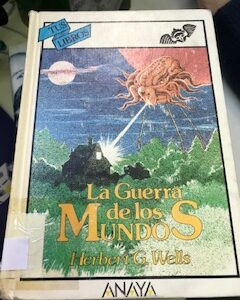 TUS
LIBROS
La Guerra
de los
MUNDOS
Herbert G. Wells
ANAYA